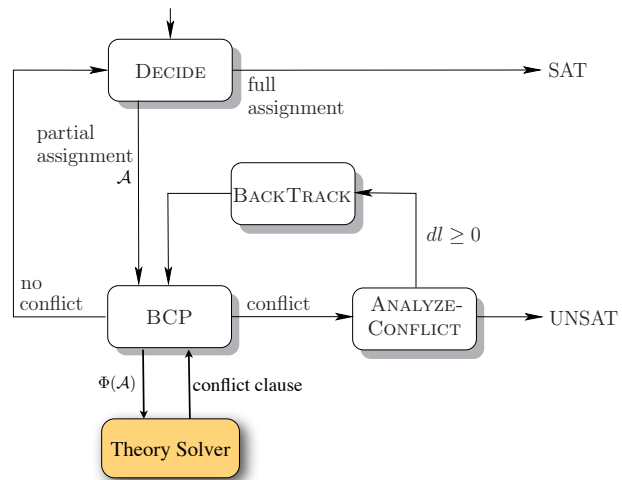 DECIDE
SAT
full
assignment
partial
assignment
𝒜
BACKTRACK
dl ≥ 0
no
conflict
BCP
conflict
ANALYZE-
CONFLICT
UNSAT
Φ(𝒜)
conflict clause
Theory Solver